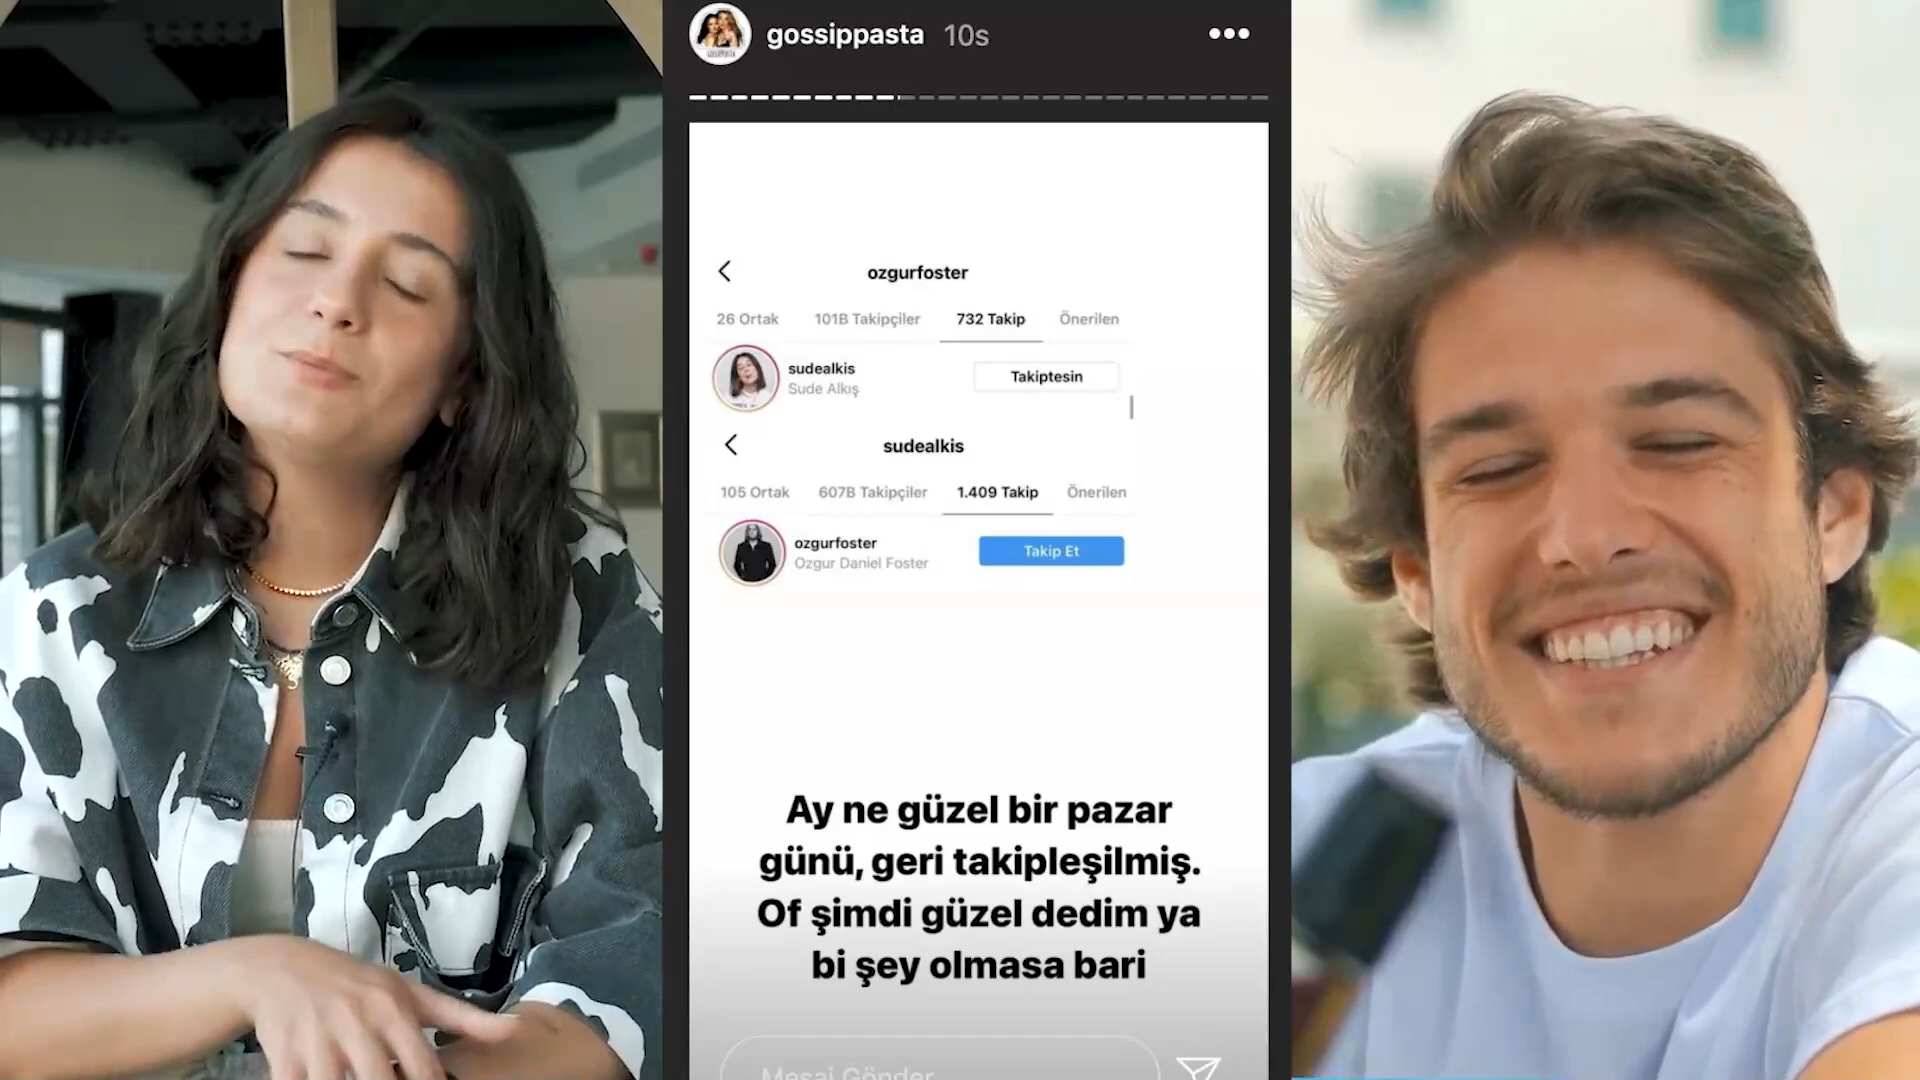 gossippasta 10s
ozgurfoster
26 Ortak 101B Takipçiler 732 Takip Önerilen
sudealkis
Sude Alkış
Takiptesin
sudealkis
105 Ortak 607B Takipçiler 1.409 Takip Önerilen
ozgurfoster
Ozgur Daniel Foster
Takip Et
Ay ne güzel bir pazar
günü, geri takipleşilmiş.
Of şimdi güzel dedim ya
bi şey olmasa bari
Mesaj Gönder